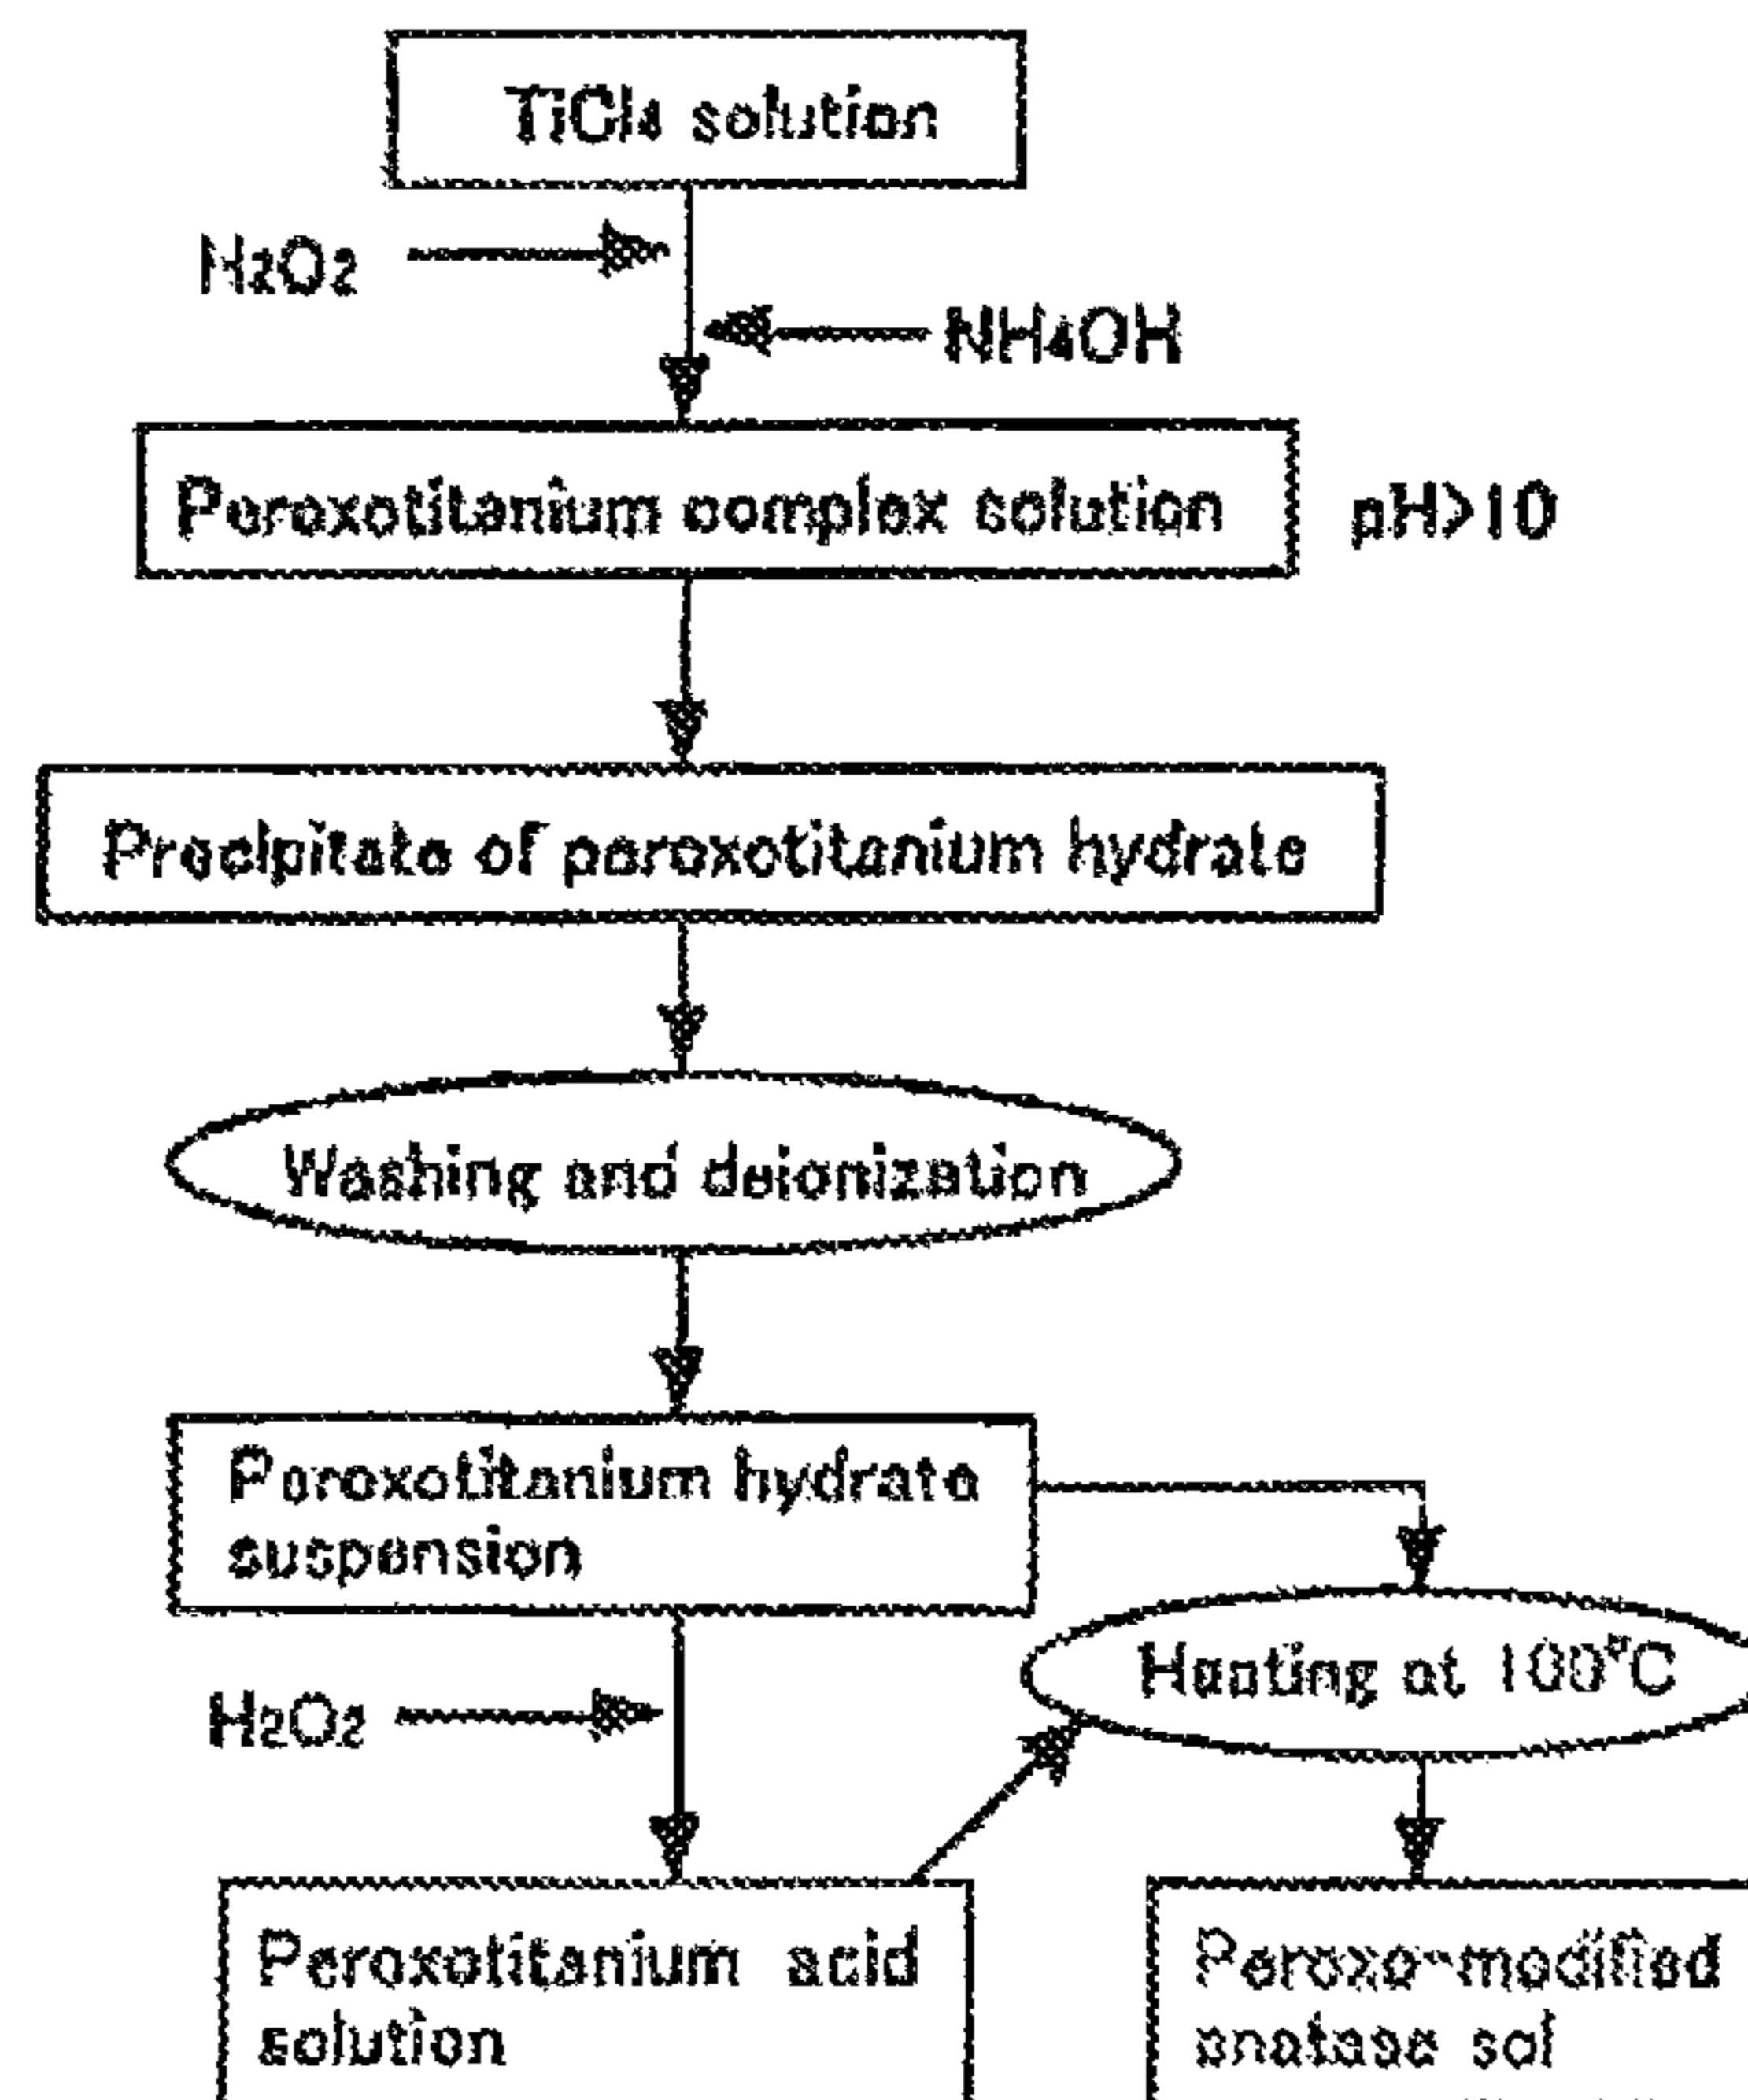 TiCl4 solution
H2O2
NH4OH
Peroxotitanium complex solution
pH>10
Precipitate of peroxotitanium hydrate
Washing and deionization
Peroxotitanium hydrate
suspension
Heating at 100°C
H2O2
Peroxotitanium acid
solution
Peroxo-modified
anatase sol